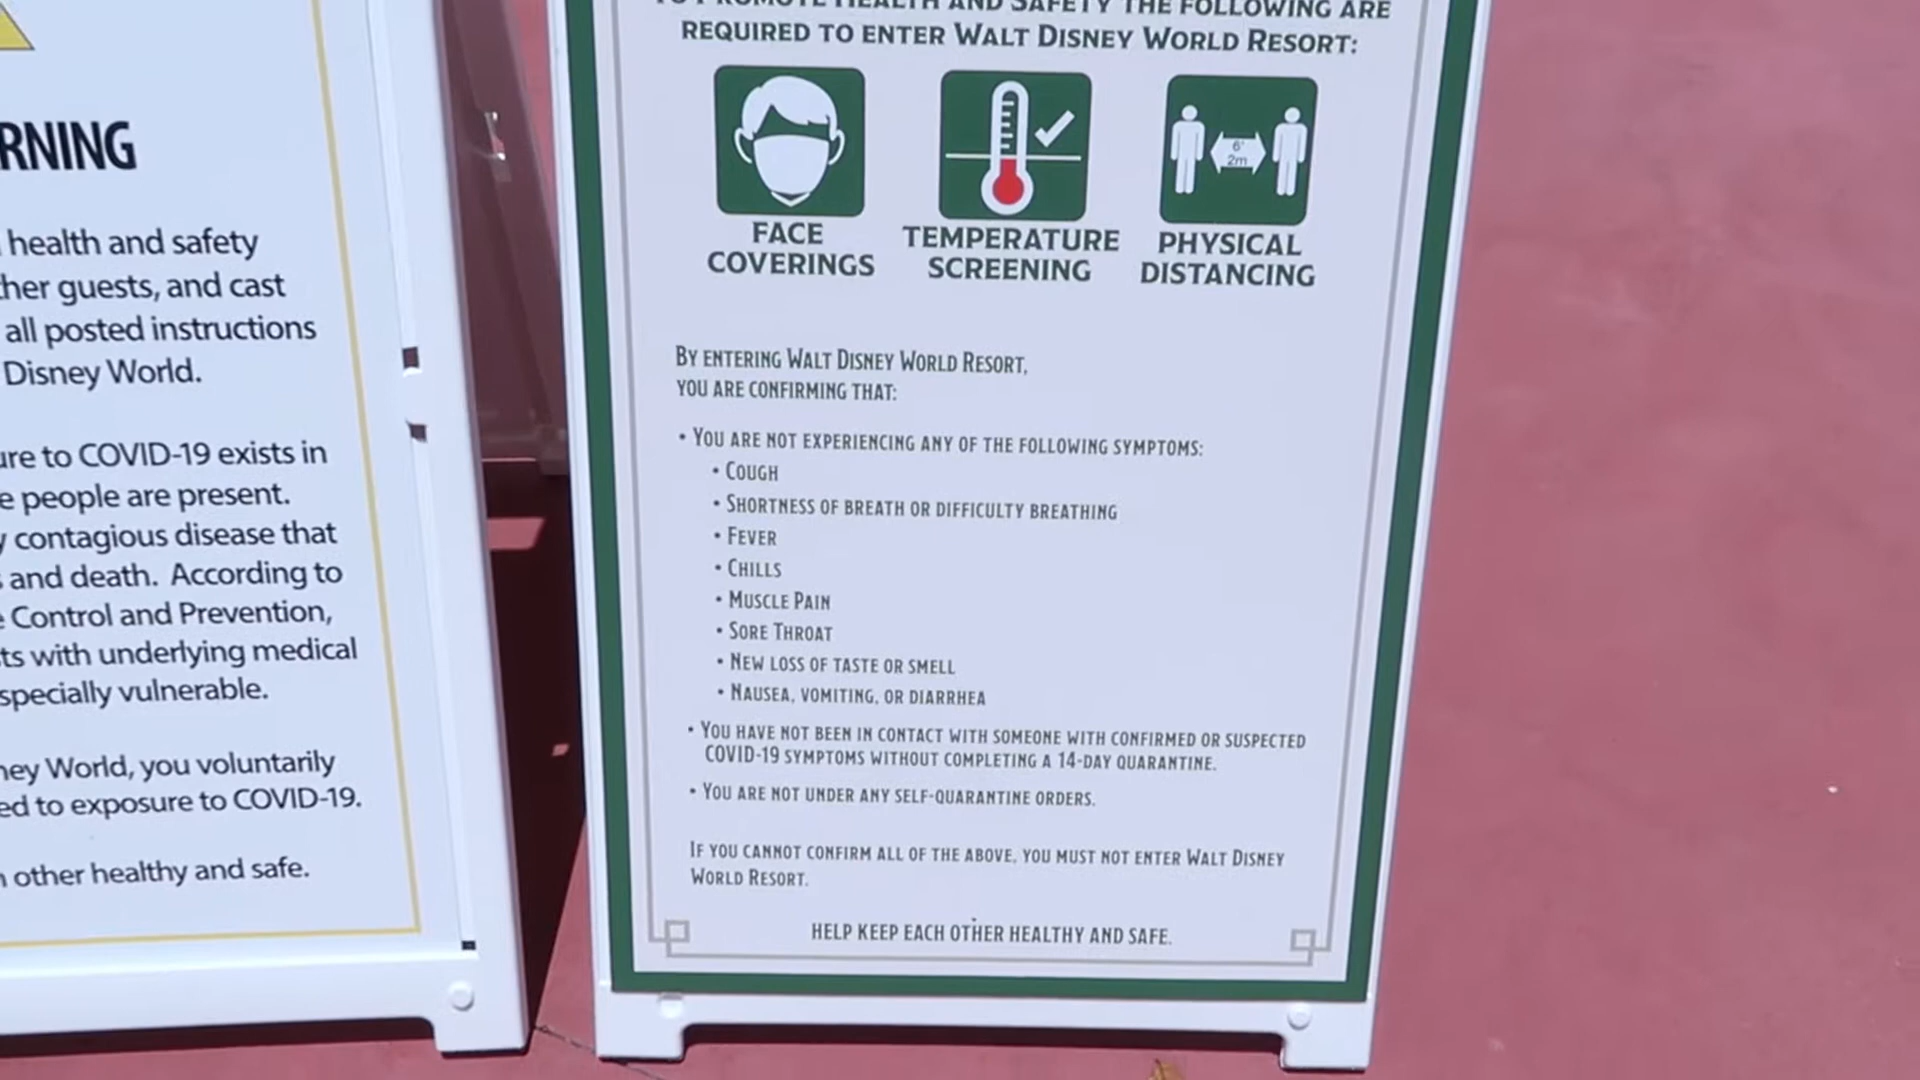 RNING
health and safety
her guests, and cast
all posted instructions
Disney World.
ure to COVID-19 exists in
e people are present.
y contagious disease that
and death. According to
Control and Prevention,
ts with underlying medical
specially vulnerable.
ney World, you voluntarily
ed to exposure to COVID-19.
other healthy and safe.
TO PROMOTE HEALTH AND SAFETY THE FOLLOWING ARE
REQUIRED TO ENTER WALT DISNEY WORLD RESORT:
6'
2m
FACE
COVERINGS
TEMPERATURE
SCREENING
PHYSICAL
DISTANCING
BY ENTERING WALT DISNEY WORLD RESORT,
YOU ARE CONFIRMING THAT:
• YOU ARE NOT EXPERIENCING ANY OF THE FOLLOWING SYMPTOMS:
• COUGH
• SHORTNESS OF BREATH OR DIFFICULTY BREATHING
• FEVER
• CHILLS
• MUSCLE PAIN
• SORE THROAT
• NEW LOSS OF TASTE OR SMELL
• NAUSEA, VOMITING, OR DIARRHEA
• YOU HAVE NOT BEEN IN CONTACT WITH SOMEONE WITH CONFIRMED OR SUSPECTED
COVID-19 SYMPTOMS WITHOUT COMPLETING A 14-DAY QUARANTINE.
• YOU ARE NOT UNDER ANY SELF-QUARANTINE ORDERS.
IF YOU CANNOT CONFIRM ALL OF THE ABOVE, YOU MUST NOT ENTER WALT DISNEY
WORLD RESORT.
HELP KEEP EACH OTHER HEALTHY AND SAFE.